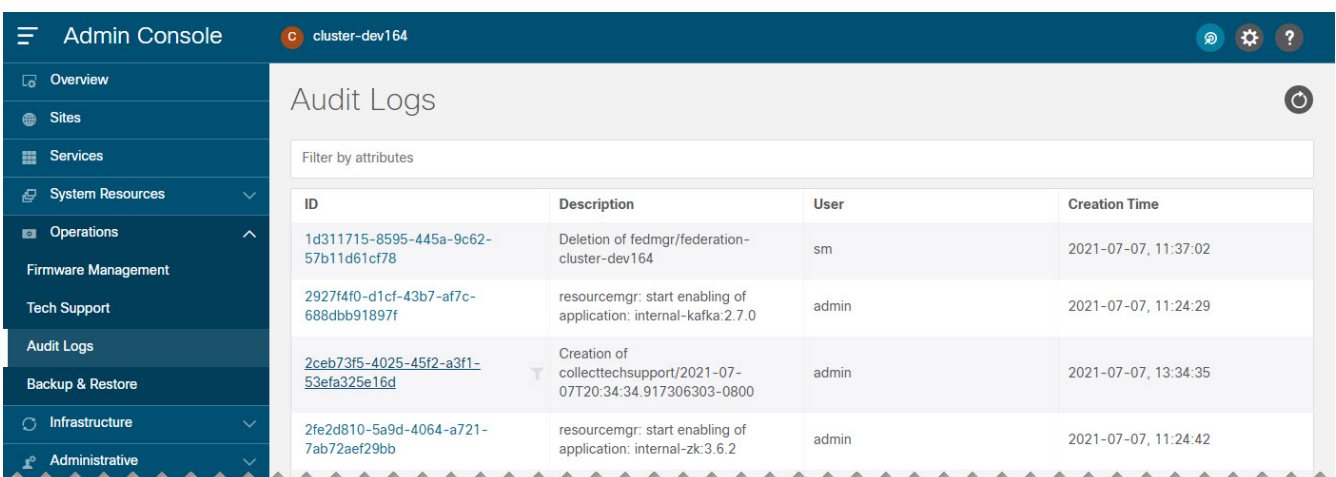 Admin Console
C cluster-dev164
?
Overview
Sites
Services
System Resources
Operations
Firmware Management
Tech Support
Audit Logs
Backup & Restore
Infrastructure
Administrative
Audit Logs
Filter by attributes
ID Description User Creation Time
1d311715-8595-445a-9c62-
57b11d61cf78
Deletion of fedmgr/federation-
cluster-dev164
sm
2021-07-07, 11:37:02
2927f4f0-d1cf-43b7-af7c-
688dbb91897f
resourcemgr: start enabling of
application: internal-kafka:2.7.0
admin
2021-07-07, 11:24:29
2ceb73f5-4025-45f2-a3f1-
53efa325e16d
Creation of
collecttechsupport/2021-07-
07T20:34:34.917306303-0800
admin
2021-07-07, 13:34:35
2fe2d810-5a9d-4064-a721-
7ab72aef29bb
resourcemgr: start enabling of
application: internal-zk:3.6.2
admin
2021-07-07, 11:24:42